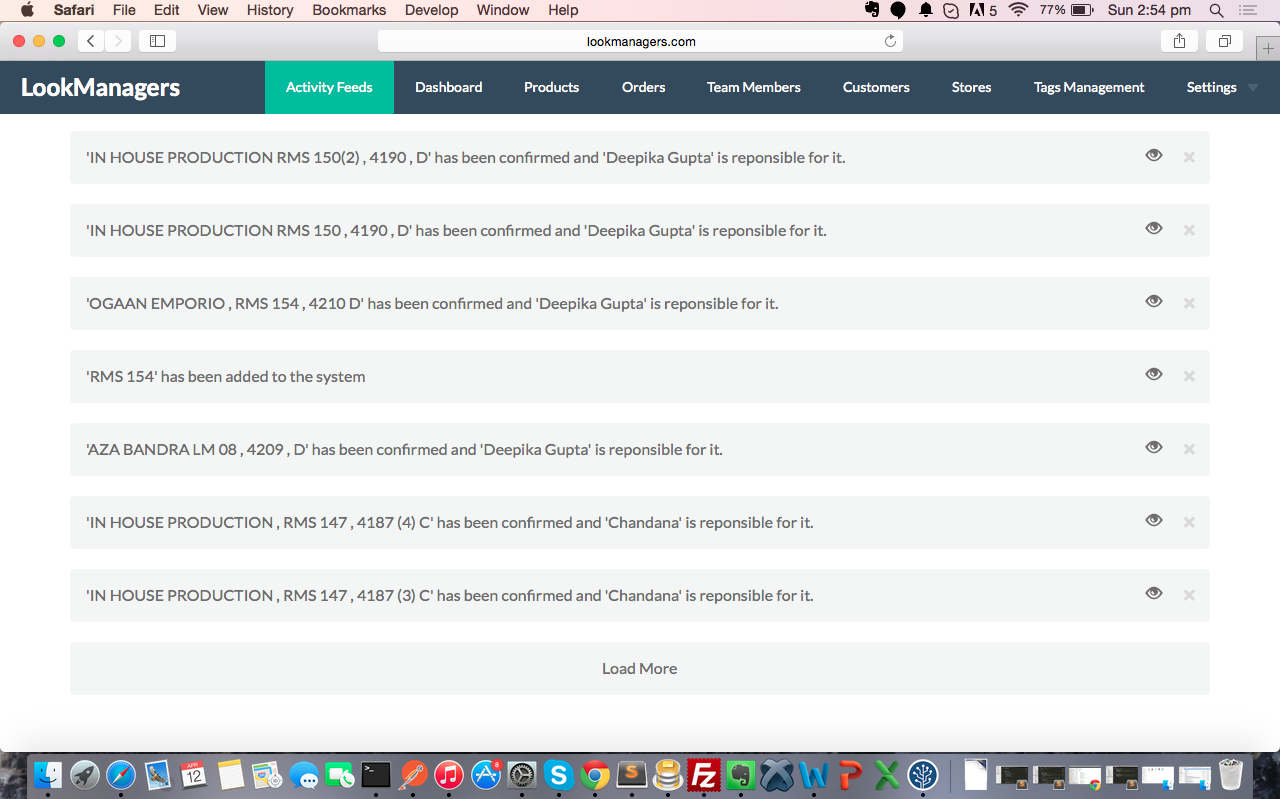 Safari File Edit View History Bookmarks Develop Window Help 5 77% Sun 2:54 pm
lookmanagers.com
LookManagers Activity Feeds Dashboard Products Orders Team Members Customers Stores Tags Management Settings
'IN HOUSE PRODUCTION RMS 150(2) , 4190 , D' has been confirmed and 'Deepika Gupta' is reponsible for it.
'IN HOUSE PRODUCTION RMS 150 , 4190 , D' has been confirmed and 'Deepika Gupta' is reponsible for it.
'OGAAN EMPORIO , RMS 154 , 4210 D' has been confirmed and 'Deepika Gupta' is reponsible for it.
'RMS 154' has been added to the system
'AZA BANDRA LM 08 , 4209 , D' has been confirmed and 'Deepika Gupta' is reponsible for it.
'IN HOUSE PRODUCTION , RMS 147 , 4187 (4) C' has been confirmed and 'Chandana' is reponsible for it.
'IN HOUSE PRODUCTION , RMS 147 , 4187 (3) C' has been confirmed and 'Chandana' is reponsible for it.
Load More
APR
12
8